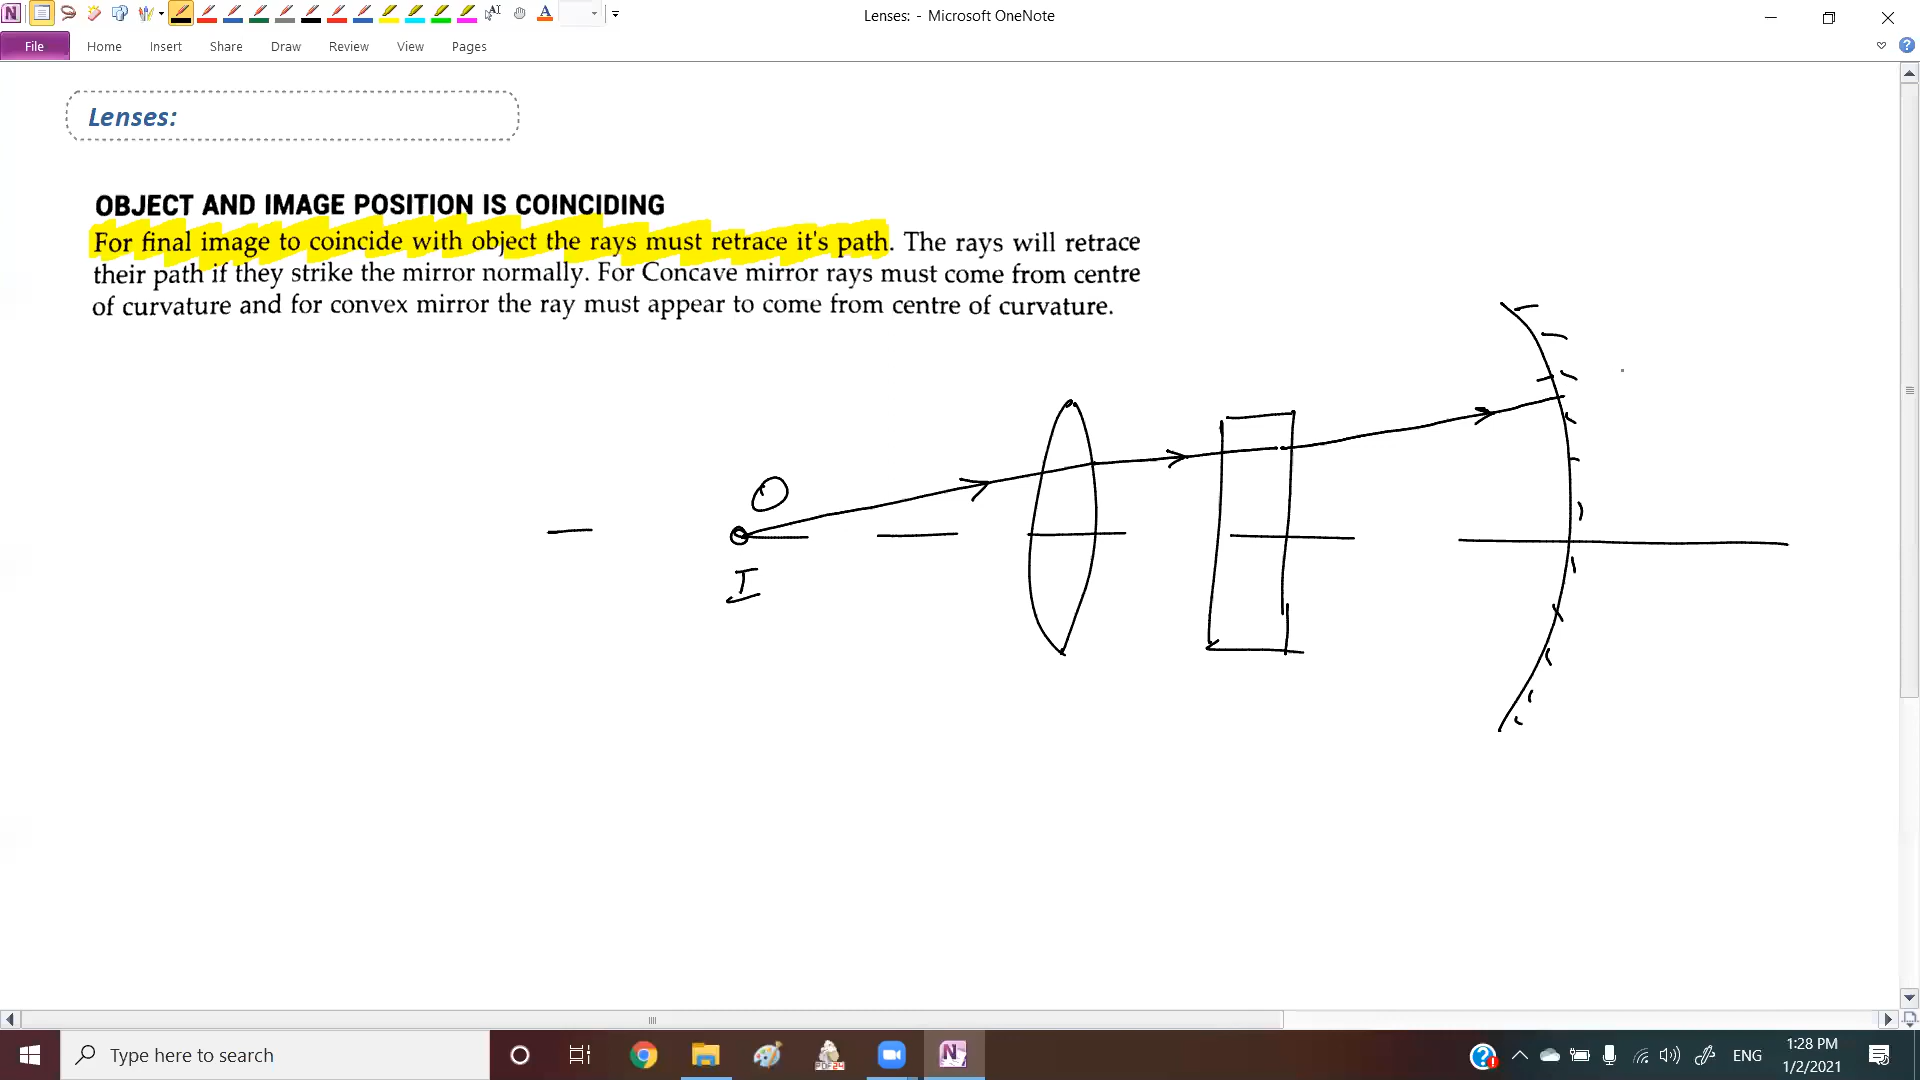 Lenses: - Microsoft OneNote
File Home Insert Share Draw Review View Pages
Lenses:
OBJECT AND IMAGE POSITION IS COINCIDING
For final image to coincide with object the rays must retrace it's path. The rays will retrace
their path if they strike the mirror normally. For Concave mirror rays must come from centre
of curvature and for convex mirror the ray must appear to come from centre of curvature.
O
I
Type here to search
PDF24
ENG
1:28 PM
1/2/2021